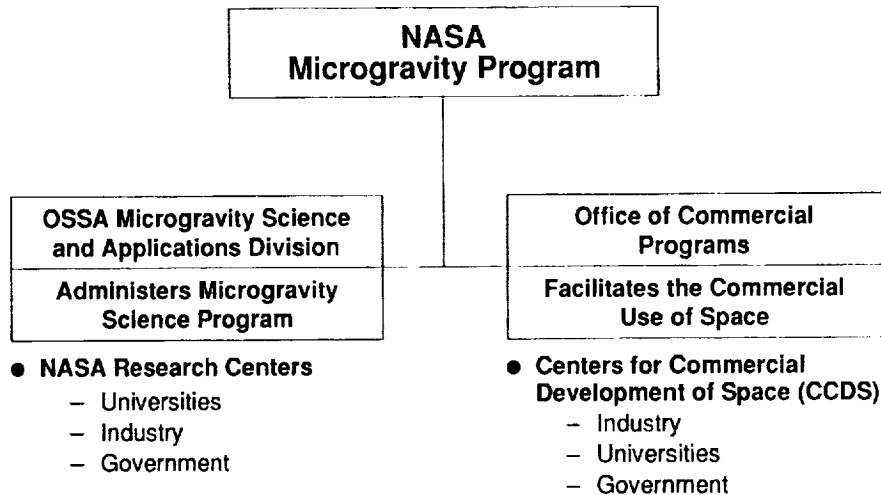 NASA
Microgravity Program
OSSA Microgravity Science
and Applications Division
Administers Microgravity
Science Program
● NASA Research Centers
– Universities
– Industry
– Government
Office of Commercial
Programs
Facilitates the Commercial
Use of Space
● Centers for Commercial
Development of Space (CCDS)
– Industry
– Universities
– Government